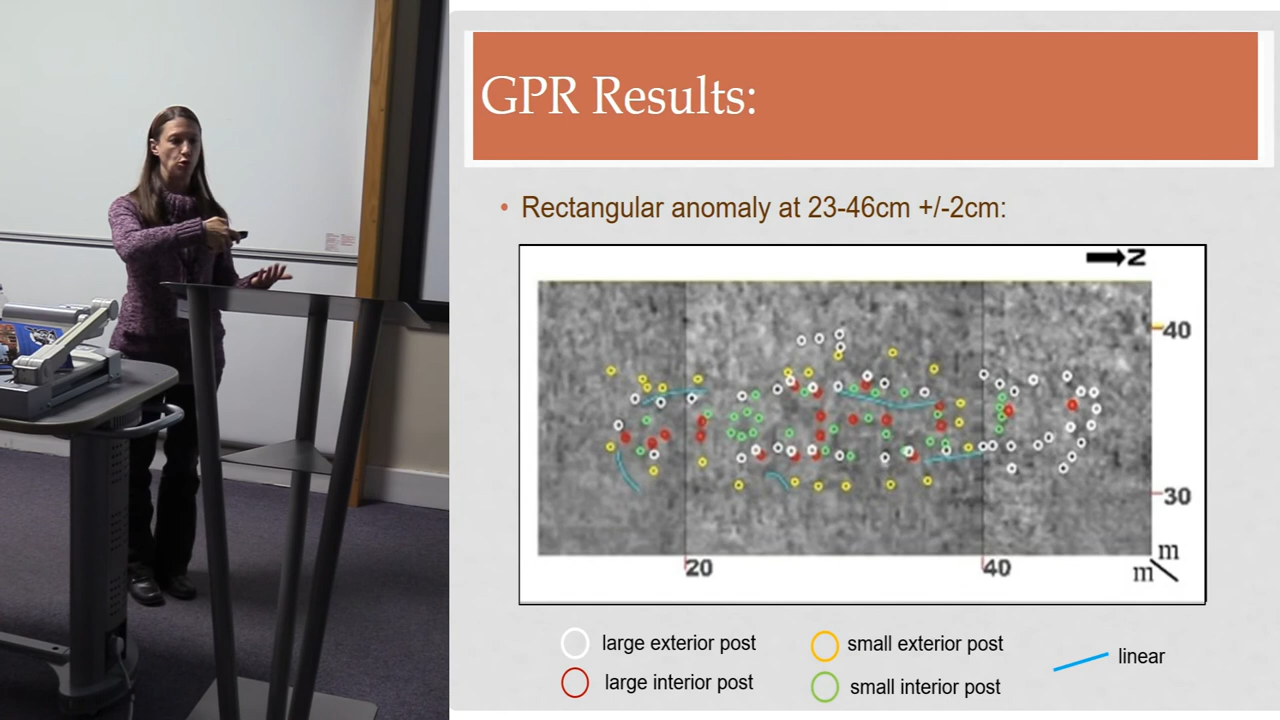 GPR Results:
• Rectangular anomaly at 23-46cm +/-2cm:
Z
40
30
m
m
20
40
large exterior post
small exterior post
linear
large interior post
small interior post